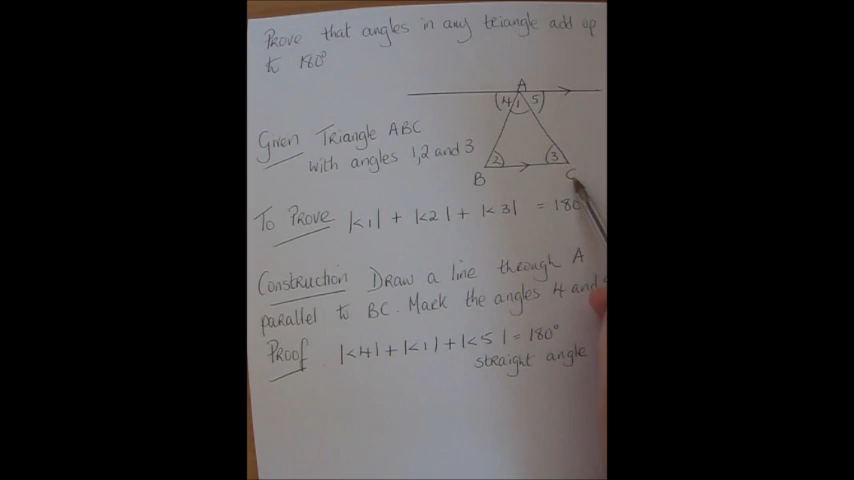 Prove that angles in any triangle add up
to 180°
A
4 1 5
Given Triangle ABC
with angles 1,2 and 3
2 3
B C
To Prove |<1| + |<2| + |<3| = 180
Construction Draw a line through A
parallel to BC. Mark the angles 4 and
Proof |<4| + |<1| + |<5| = 180°
straight angle